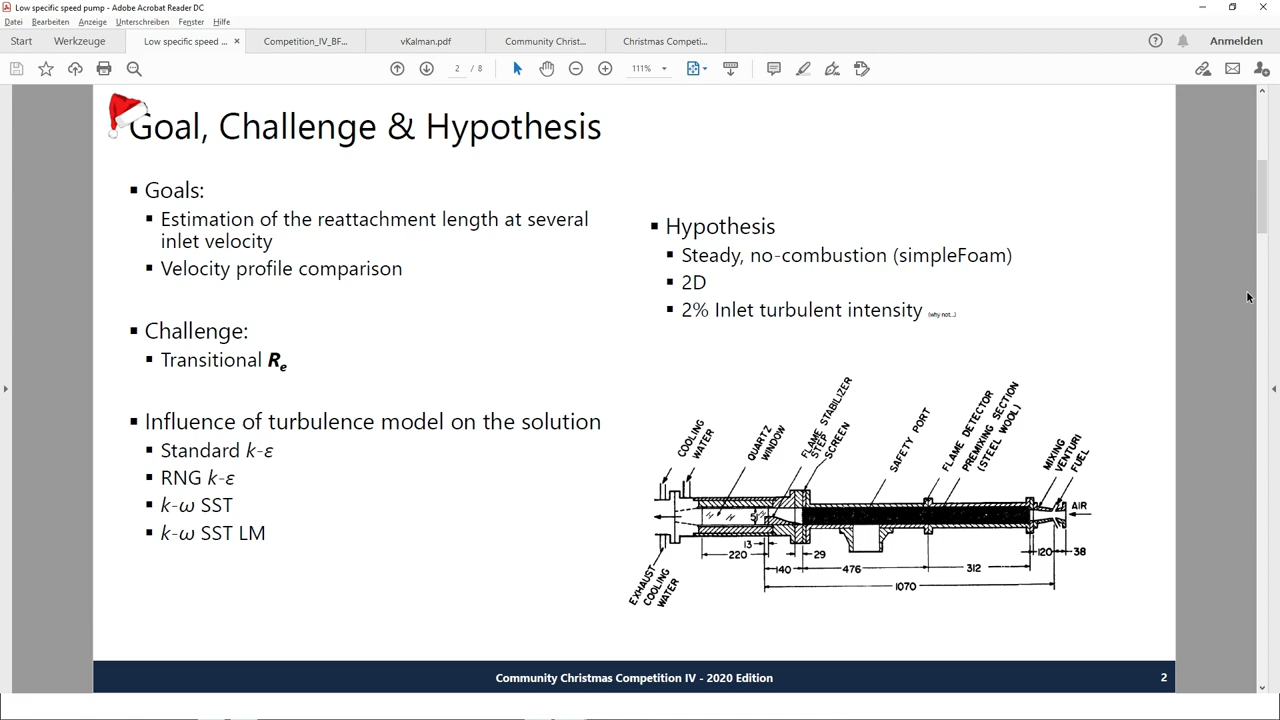 Low specific speed pump - Adobe Acrobat Reader DC
Datei Bearbeiten Anzeige Unterschreiben Fenster Hilfe
Start Werkzeuge Low specific speed ... × Competition_IV_BF... vKalman.pdf Community Christ... Christmas Competi... Anmelden
2 / 8 111%
Goal, Challenge & Hypothesis
Goals:
Estimation of the reattachment length at several
inlet velocity
Velocity profile comparison
Challenge:
Transitional Re
Influence of turbulence model on the solution
Standard k-ε
RNG k-ε
k-ω SST
k-ω SST LM
Hypothesis
Steady, no-combustion (simpleFoam)
2D
2% Inlet turbulent intensity (why not...)
COOLING
WATER
QUARTZ
WINDOW
FLAME STABILIZER
STEP
SCREEN
SAFETY PORT
FLAME DETECTOR
PREMIXING SECTION
(STEEL WOOL)
MIXING
VENTURI
FUEL
AIR
13
220
29
140
476
312
120
38
1070
EXHAUST
COOLING
WATER
Community Christmas Competition IV - 2020 Edition
2